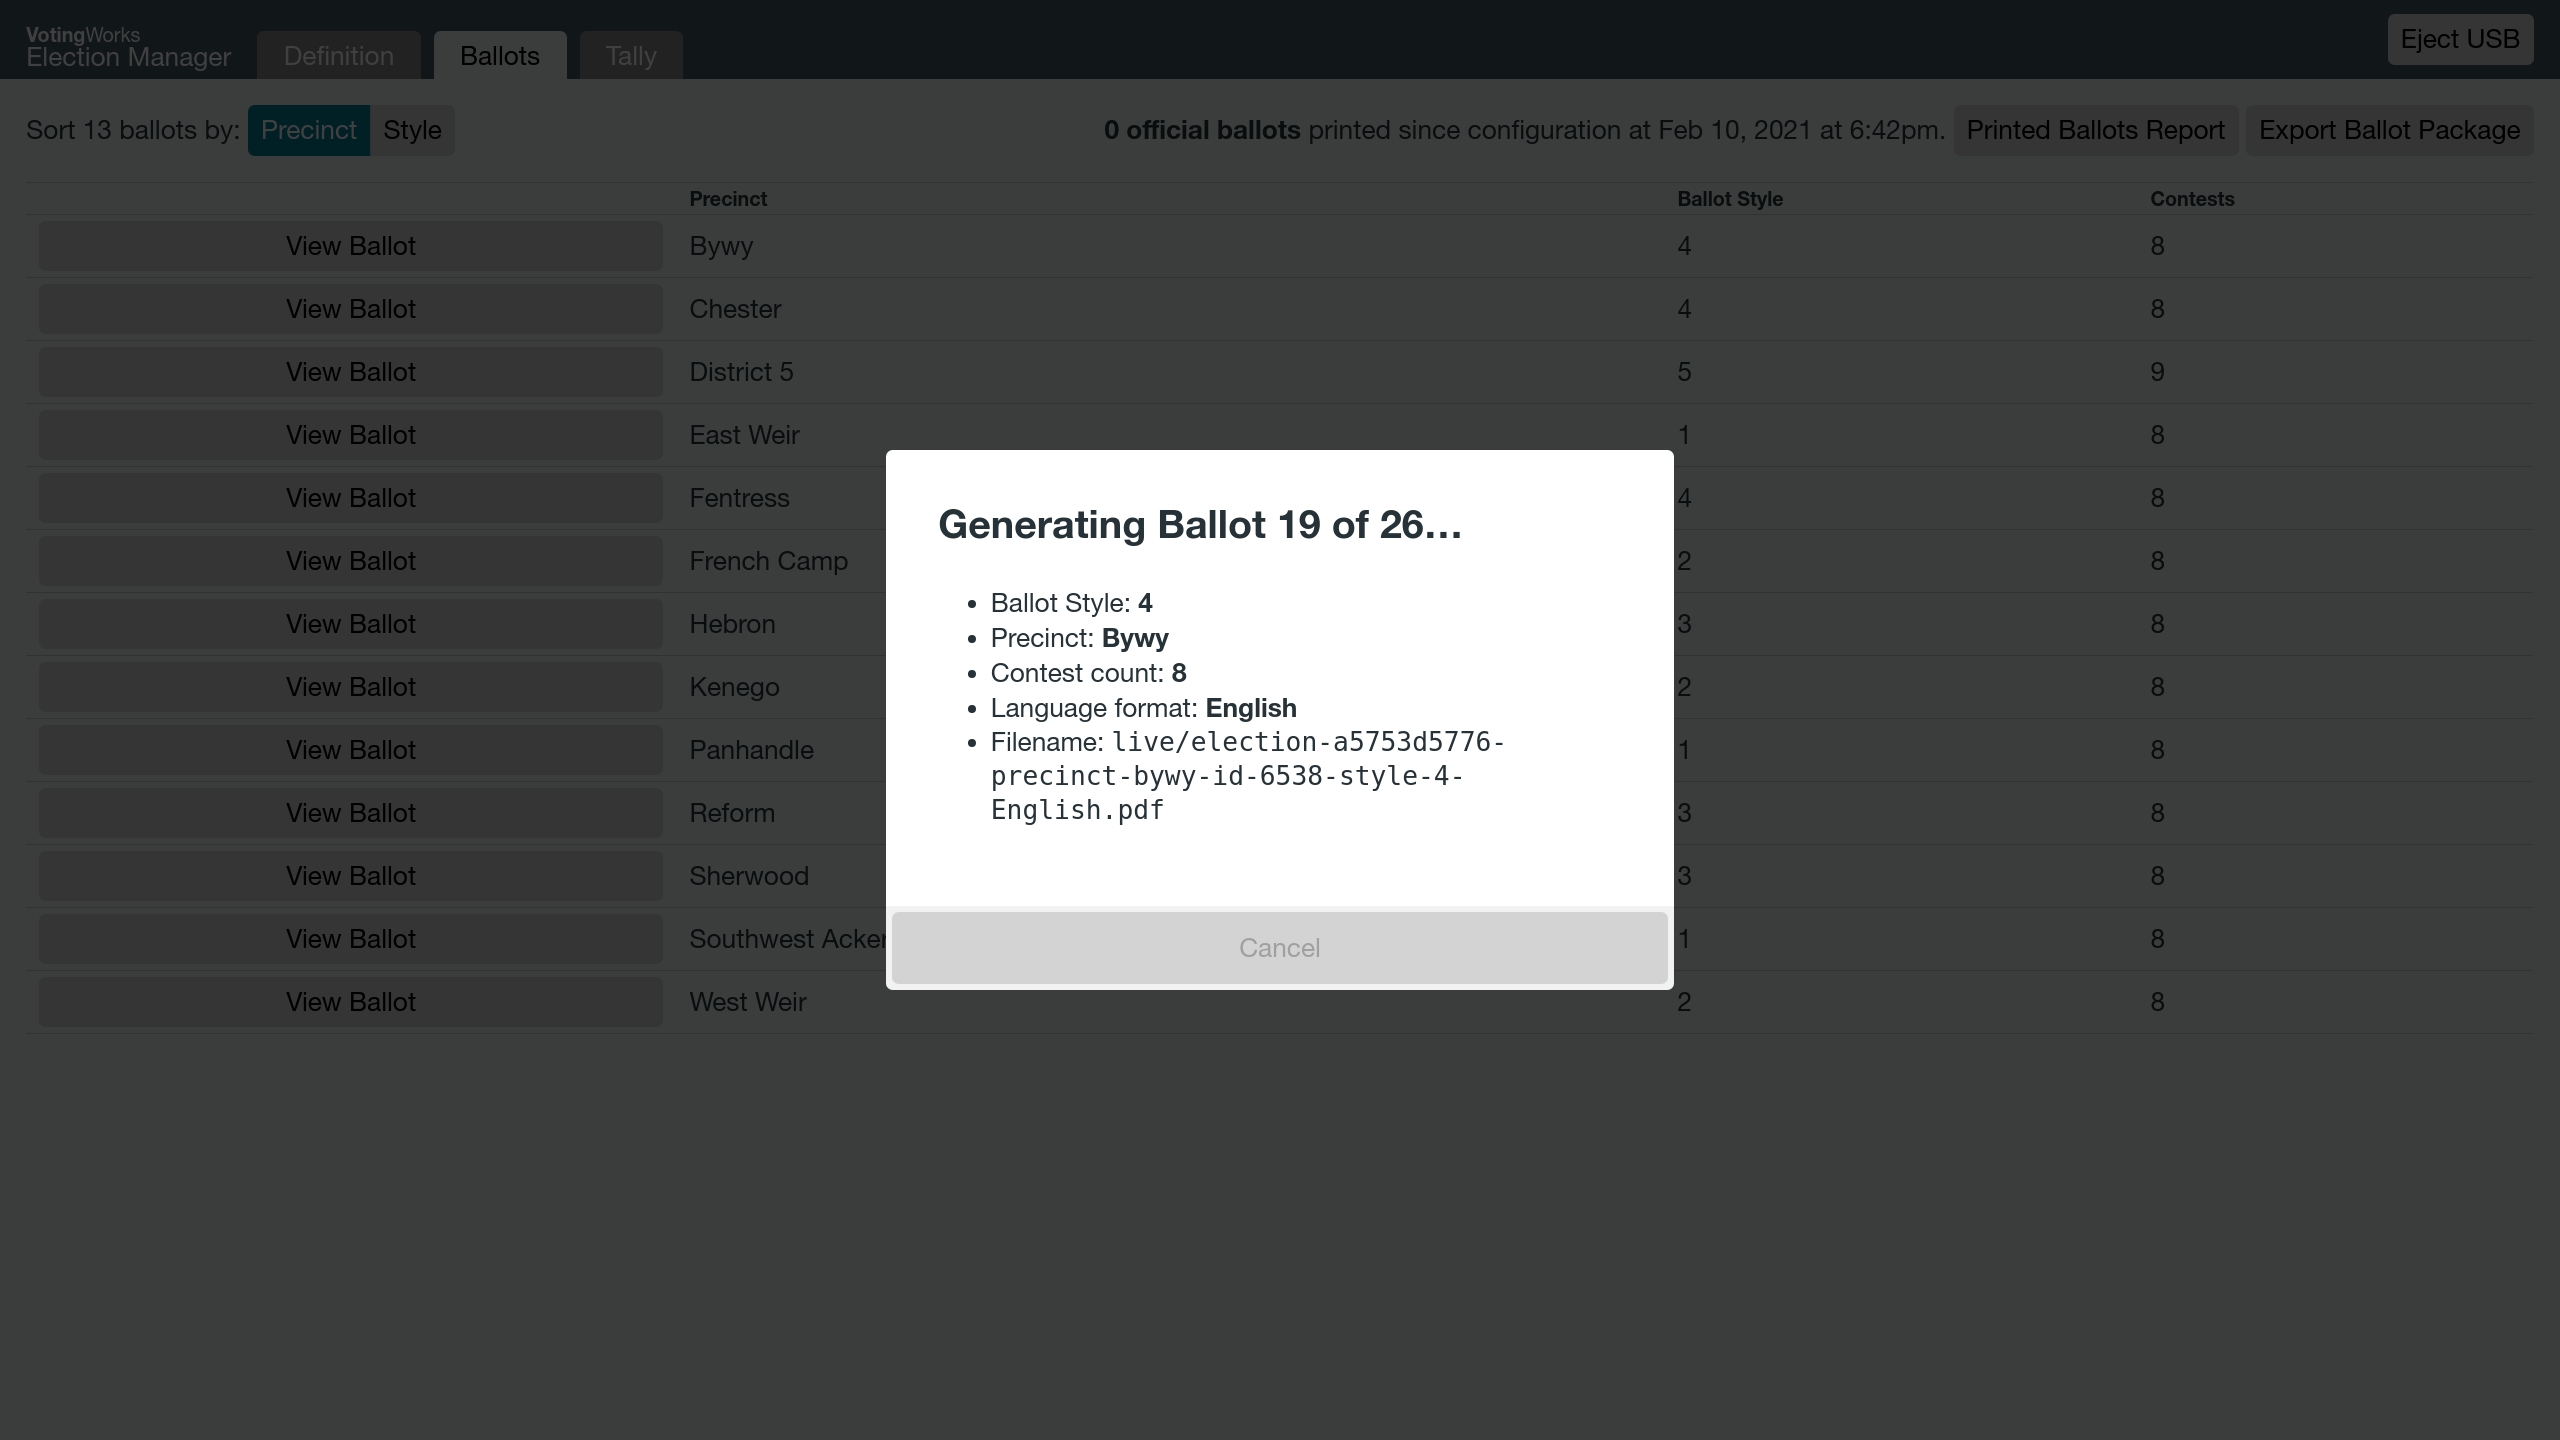 VotingWorks
Election Manager
Definition
Ballots
Tally
Eject USB
Sort 13 ballots by: Precinct Style
0 official ballots printed since configuration at Feb 10, 2021 at 6:42pm. Printed Ballots Report Export Ballot Package
Precinct Ballot Style Contests
View Ballot Bywy 4 8
View Ballot Chester 4 8
View Ballot District 5 5 9
View Ballot East Weir 1 8
View Ballot Fentress 4 8
View Ballot French Camp 2 8
View Ballot Hebron 3 8
View Ballot Kenego 2 8
View Ballot Panhandle 1 8
View Ballot Reform 3 8
View Ballot Sherwood 3 8
View Ballot Southwest 1 8
View Ballot West Weir 2 8
Generating Ballot 19 of 26…
• Ballot Style: 4
• Precinct: Bywy
• Contest count: 8
• Language format: English
• Filename: live/election-a5753d5776-
precinct-bywy-id-6538-style-4-
English.pdf
Cancel